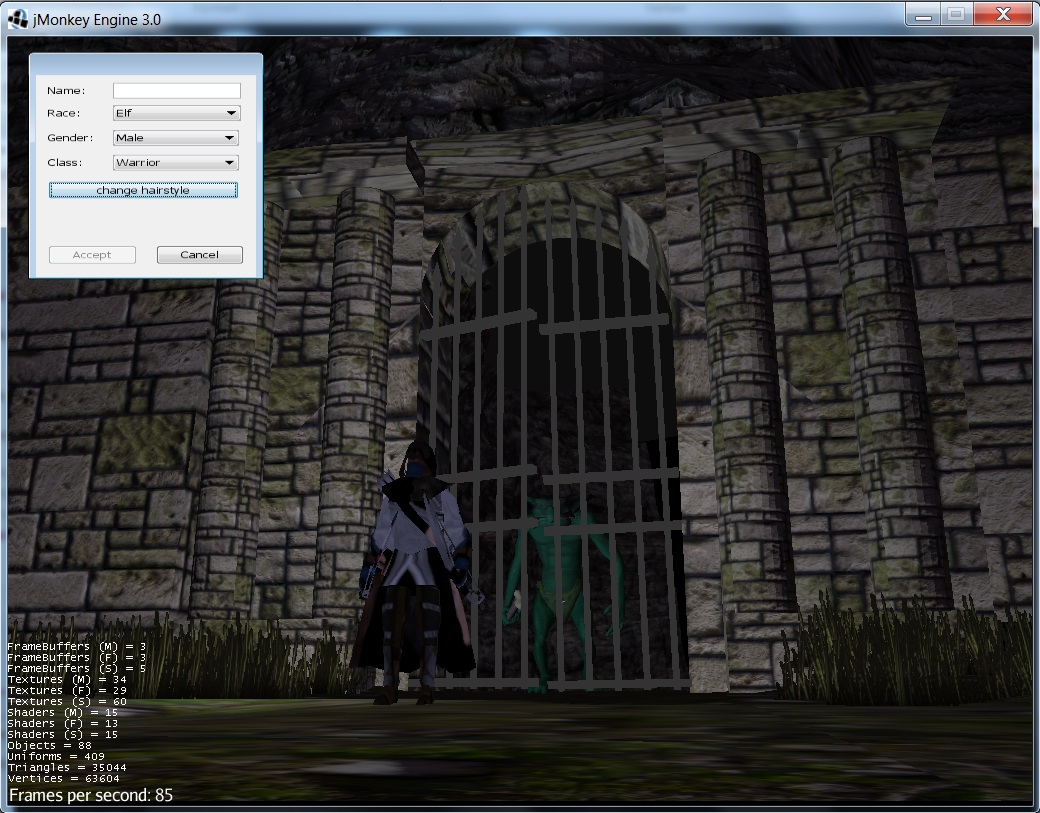 jMonkey Engine 3.0
Name:
Race: Elf
Gender: Male
Class: Warrior
change hairstyle
Accept Cancel
FrameBuffers (M) = 3
FrameBuffers (F) = 3
FrameBuffers (S) = 5
Textures (M) = 34
Textures (F) = 29
Textures (S) = 60
Shaders (M) = 15
Shaders (F) = 13
Shaders (S) = 15
Objects = 88
Uniforms = 409
Triangles = 35044
Vertices = 63604
Frames per second: 85